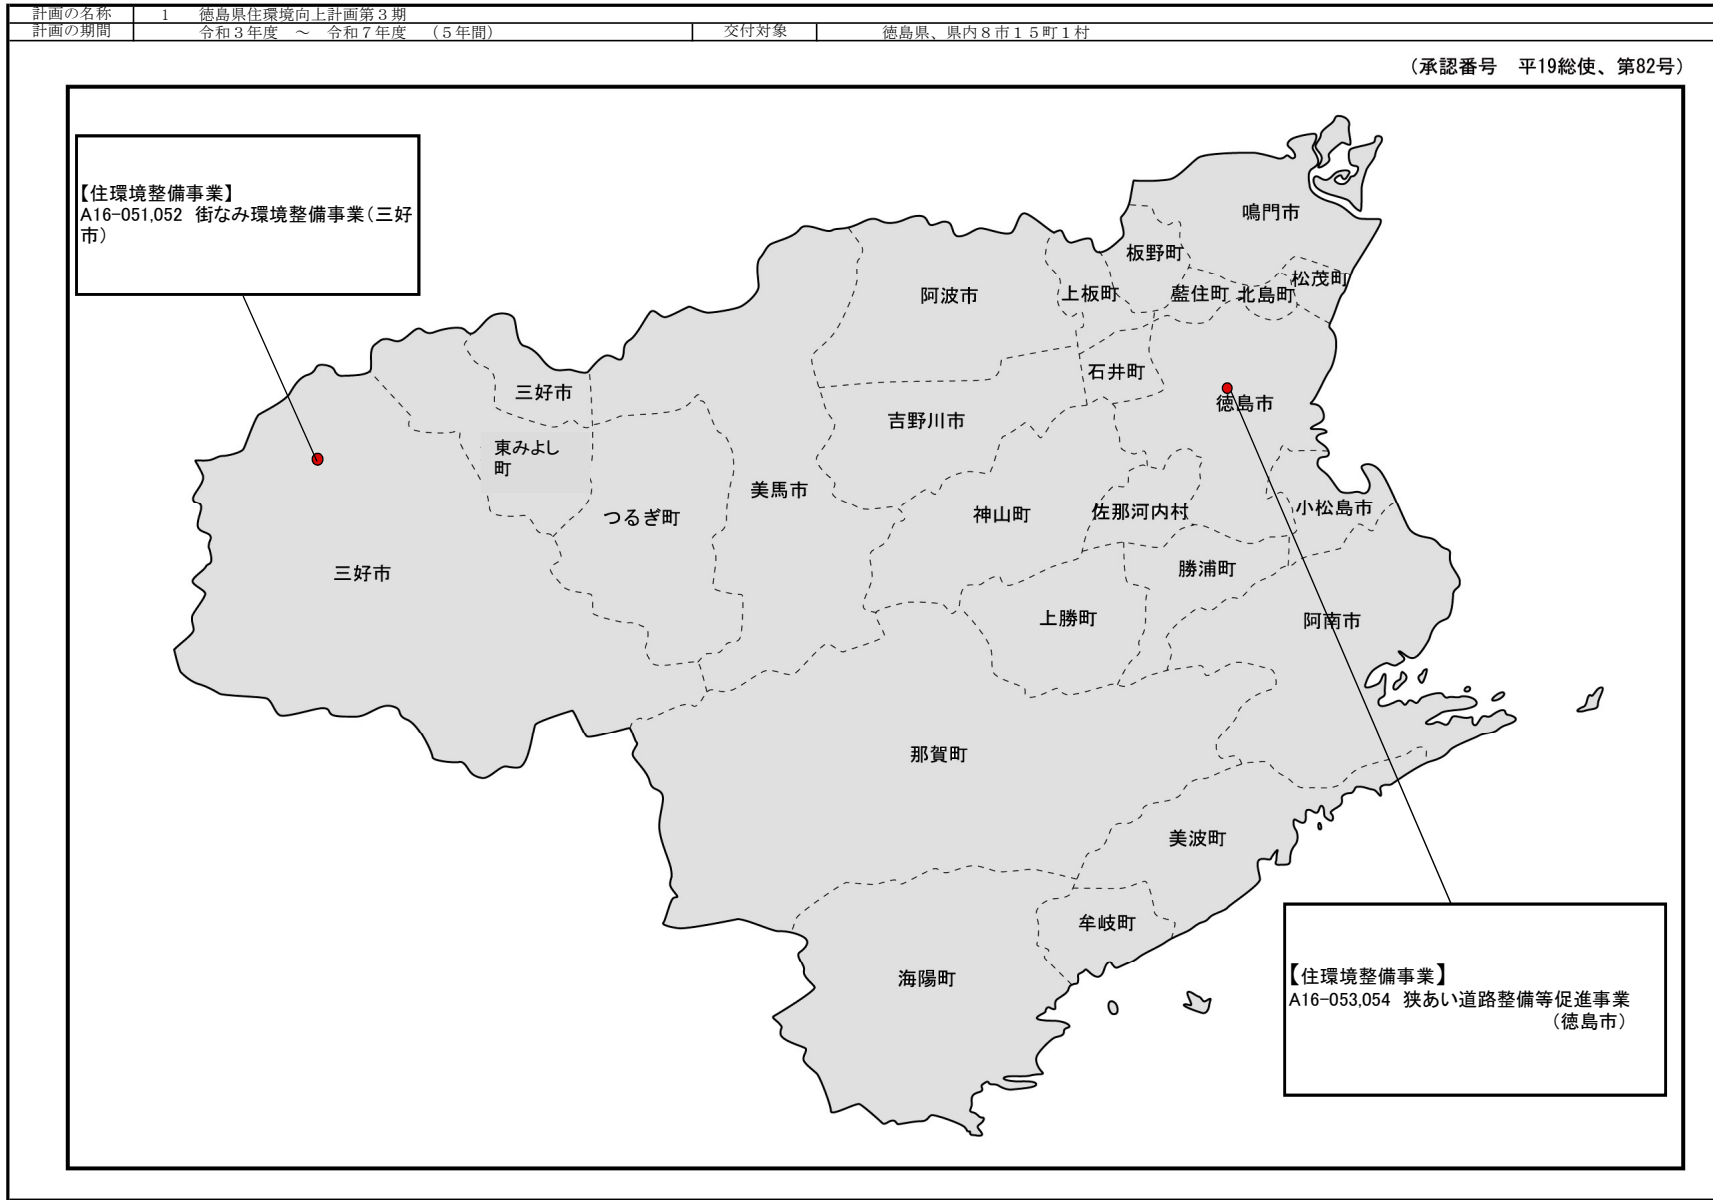 計画の名称 1 徳島県住環境向上計画第３期
計画の期間 令和３年度 ～ 令和７年度 （５年間） 交付対象 徳島県、県内８市１５町１村
（承認番号 平19総使、第82号）
【住環境整備事業】
A16-051,052 街なみ環境整備事業（三好
市）
鳴門市
板野町
松茂町
上板町
藍住町
北島町
阿波市
石井町
三好市
徳島市
吉野川市
東みよし
町
美馬市
つるぎ町
神山町
佐那河内村
小松島市
三好市
勝浦町
上勝町
阿南市
那賀町
美波町
牟岐町
海陽町
【住環境整備事業】
A16-053,054 狭あい道路整備等促進事業
（徳島市）